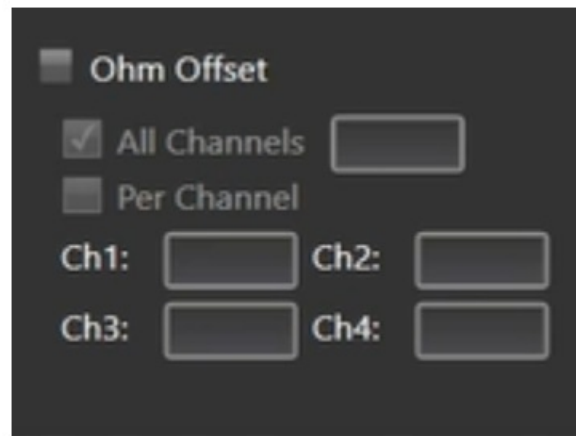 Ohm Offset
All Channels
Per Channel
Ch1: Ch2:
Ch3: Ch4: